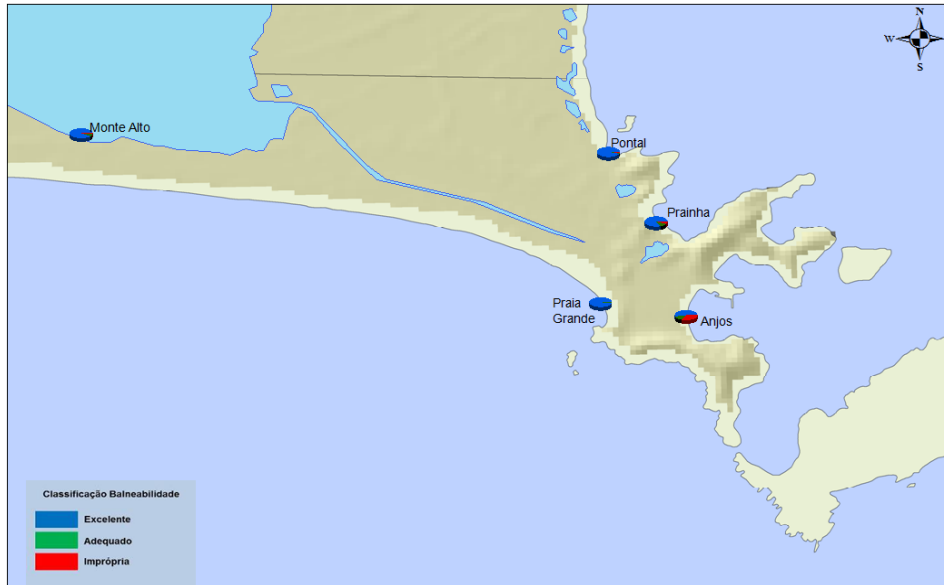 N
W
S
Monte Alto
Pontal
Prainha
Praia
Grande
Anjos
Classificação Balneabilidade
Excelente
Adequado
Imprópria